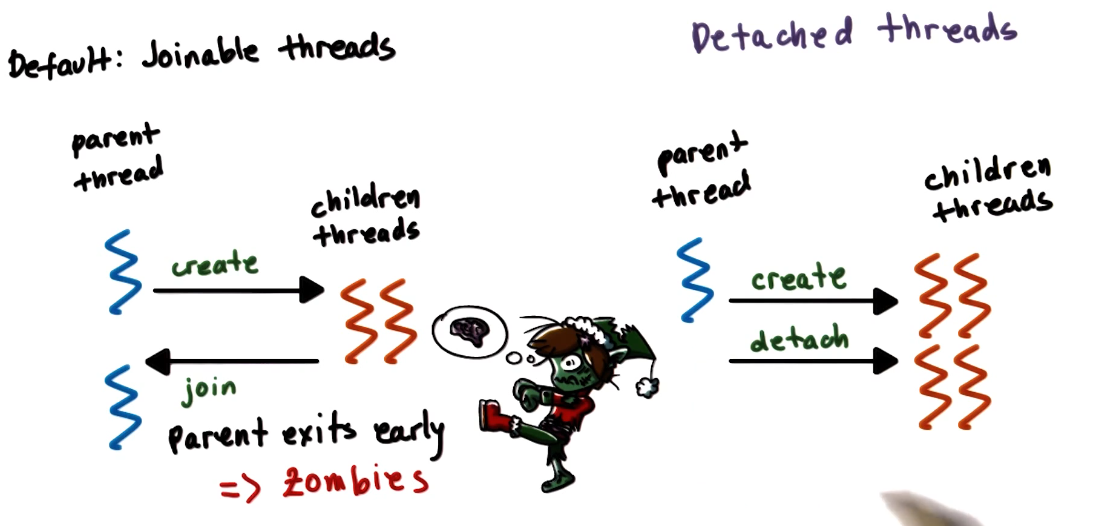 Default: Joinable threads
parent
thread
children
threads
create
join
parent exits early
=> zombies
Detached threads
parent
thread
children
threads
create
detach